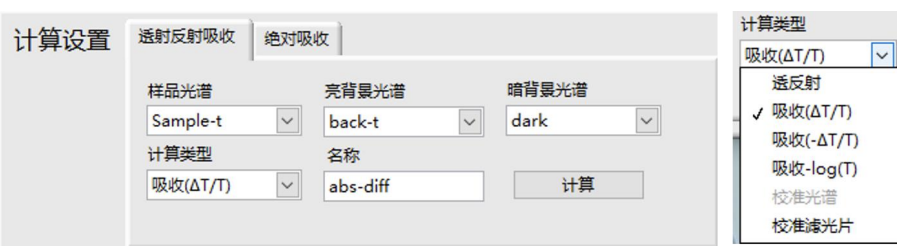 计算设置
透射反射吸收
绝对吸收
样品光谱
亮背景光谱
暗背景光谱
Sample-t
back-t
dark
计算类型
名称
吸收(ΔT/T)
abs-diff
计算
计算类型
吸收(ΔT/T)
透反射
✓ 吸收(ΔT/T)
吸收(-ΔT/T)
吸收-log(T)
校准光谱
校准滤光片